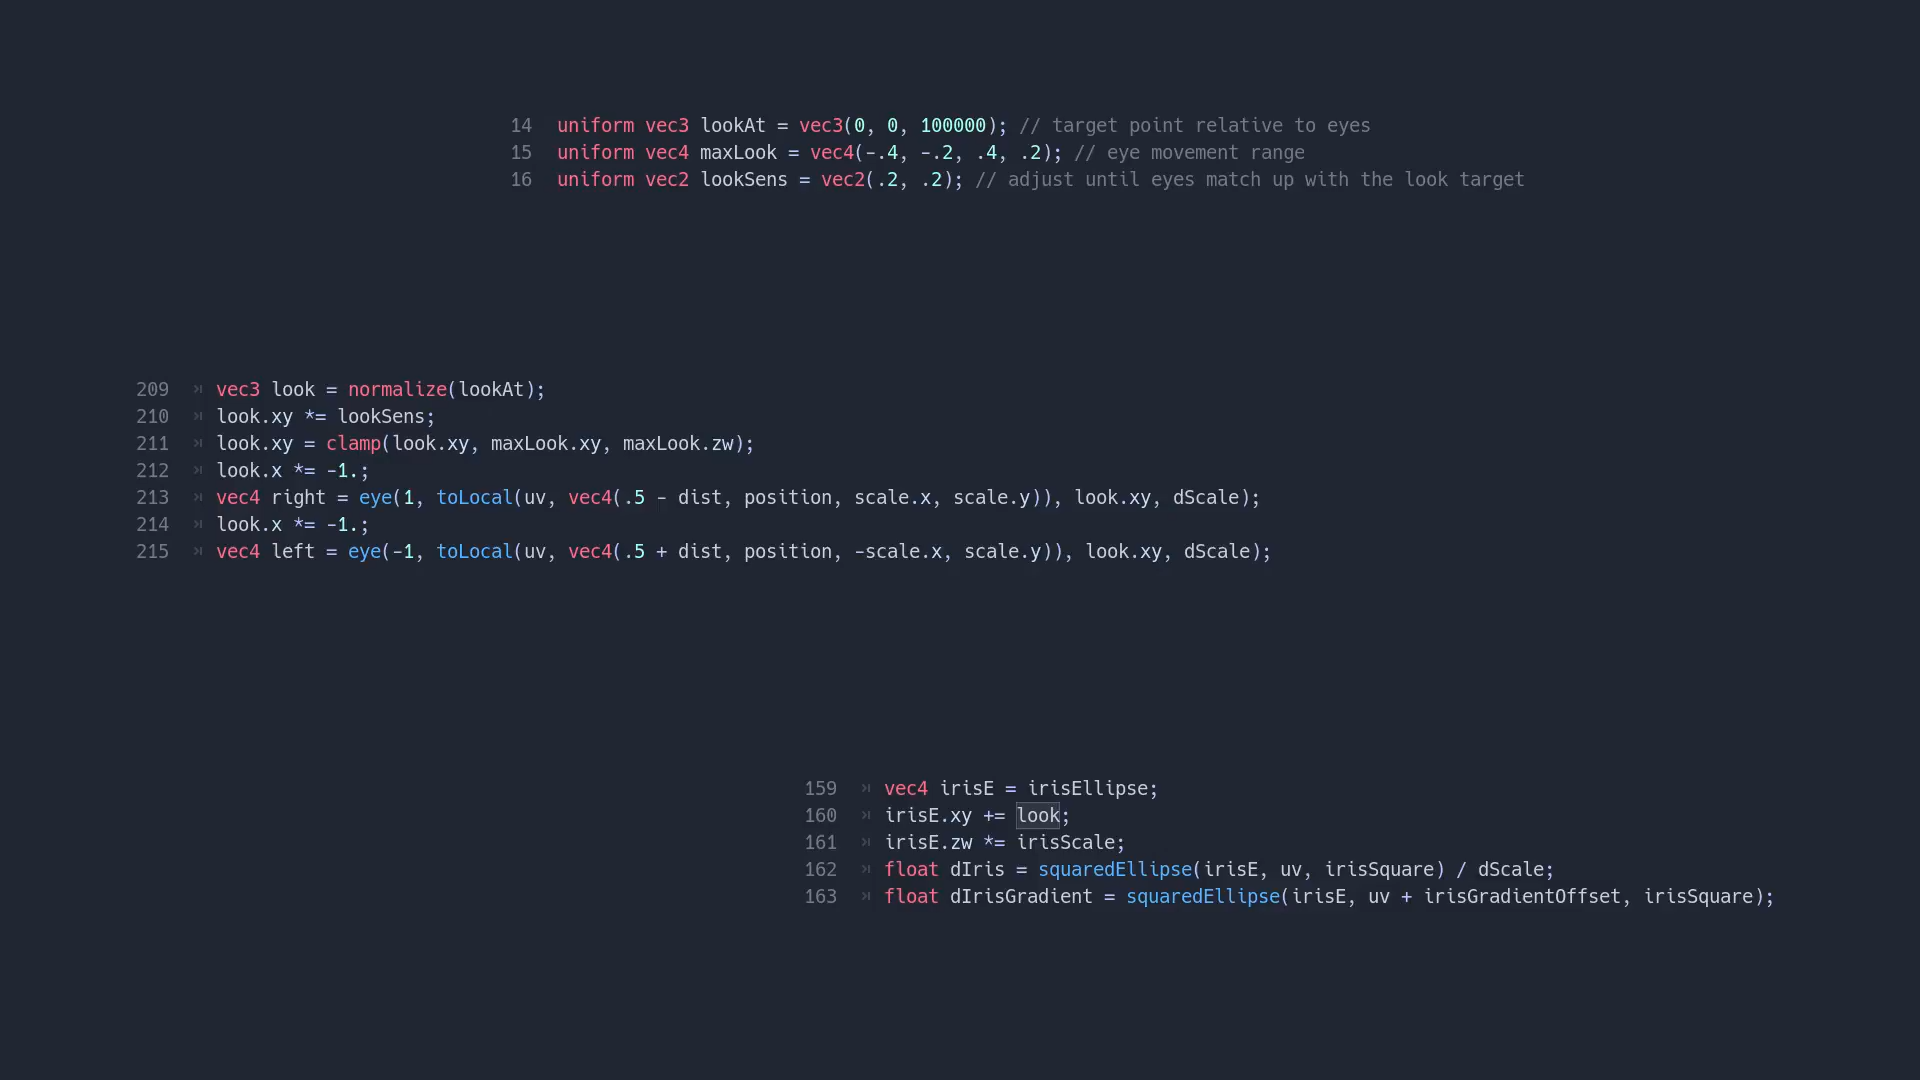 14 uniform vec3 lookAt = vec3(0, 0, 100000); // target point relative to eyes
15 uniform vec4 maxLook = vec4(-.4, -.2, .4, .2); // eye movement range
16 uniform vec2 lookSens = vec2(.2, .2); // adjust until eyes match up with the look target
209 vec3 look = normalize(lookAt);
210 look.xy *= lookSens;
211 look.xy = clamp(look.xy, maxLook.xy, maxLook.zw);
212 look.x *= -1.;
213 vec4 right = eye(1, toLocal(uv, vec4(.5 - dist, position, scale.x, scale.y)), look.xy, dScale);
214 look.x *= -1.;
215 vec4 left = eye(-1, toLocal(uv, vec4(.5 + dist, position, -scale.x, scale.y)), look.xy, dScale);
159 vec4 irisE = irisEllipse;
160 irisE.xy += look;
161 irisE.zw *= irisScale;
162 float dIris = squaredEllipse(irisE, uv, irisSquare) / dScale;
163 float dIrisGradient = squaredEllipse(irisE, uv + irisGradientOffset, irisSquare);